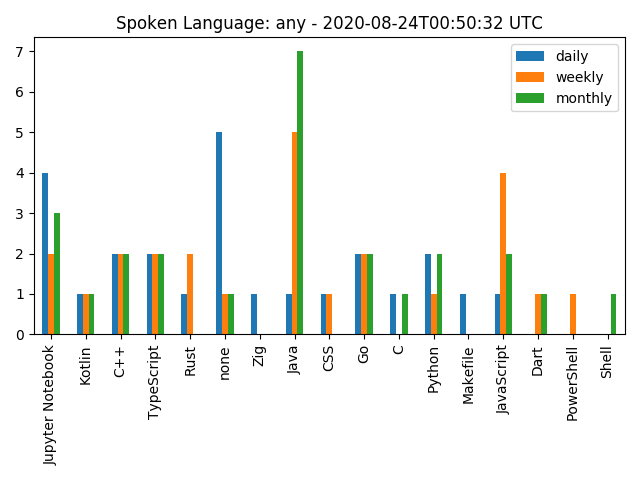 Spoken Language: any - 2020-08-24T00:50:32 UTC
daily
weekly
monthly
7
6
5
4
3
2
1
0
Jupyter Notebook
Kotlin
C++
TypeScript
Rust
none
Zig
Java
CSS
Go
C
Python
Makefile
JavaScript
Dart
PowerShell
Shell